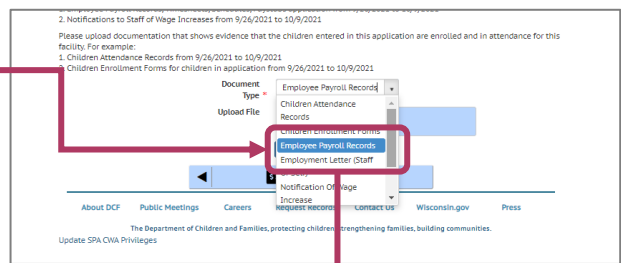 2. Notifications to Staff of Wage Increases from 9/26/2021 to 10/9/2021
Please upload documentation that shows evidence that the children entered in this application are enrolled and in attendance for this
facility. For example:
1. Children Attendance Records from 9/26/2021 to 10/9/2021
2. Children Enrollment Forms for children in application from 9/26/2021 to 10/9/2021
Document
Type *
Employee Payroll Records
Upload File
Children Attendance
Records
Children Enrollment Forms
Employee Payroll Records
Employment Letter (Staff
Notification Of Wage
Increase
About DCF Public Meetings Careers Request Records Contact Us Wisconsin.gov Press
The Department of Children and Families, protecting children, strengthening families, building communities.
Update SPA CWA Privileges